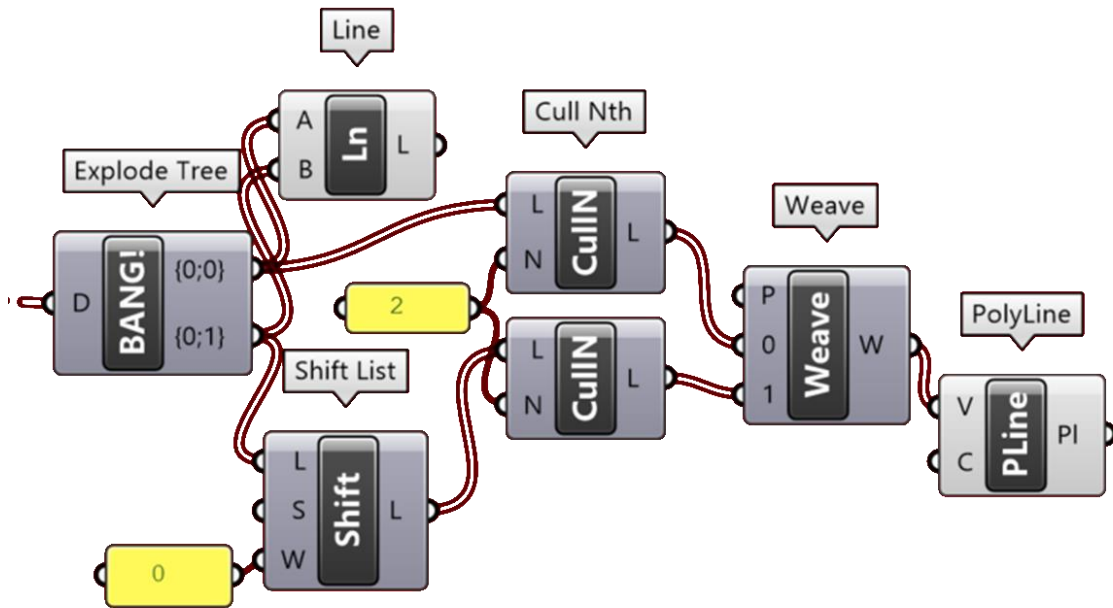 Line
A
B
Ln
L
Explode Tree
D
BANG!
{0;0}
{0;1}
Cull Nth
L
N
CullN
L
2
L
N
CullN
L
Shift List
L
S
W
Shift
L
0
Weave
P
0
1
Weave
W
PolyLine
V
C
PLine
Pl